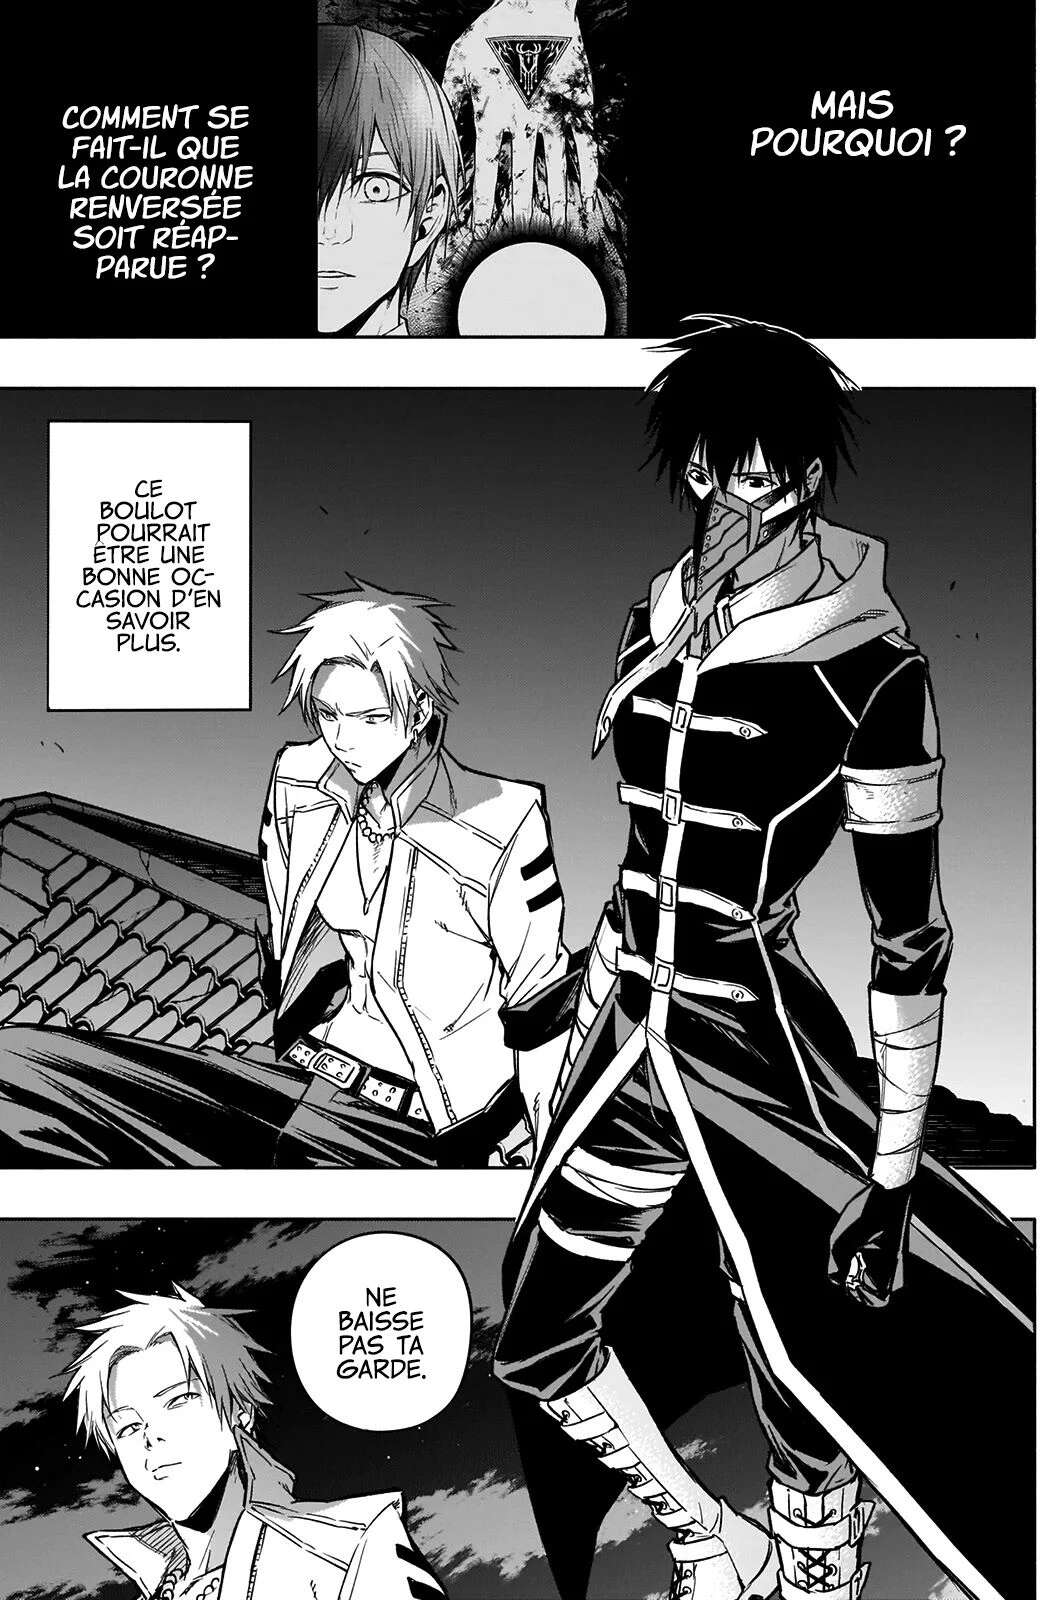 MAIS
POURQUOI ?
COMMENT SE
FAIT-IL QUE
LA COURONNE
RENVERSÉE
SOIT RÉAP-
PARUE ?
CE
BOULOT
POURRAIT
ÊTRE UNE
BONNE OC-
CASION D'EN
SAVOIR
PLUS.
NE
BAISSE
PAS TA
GARDE.